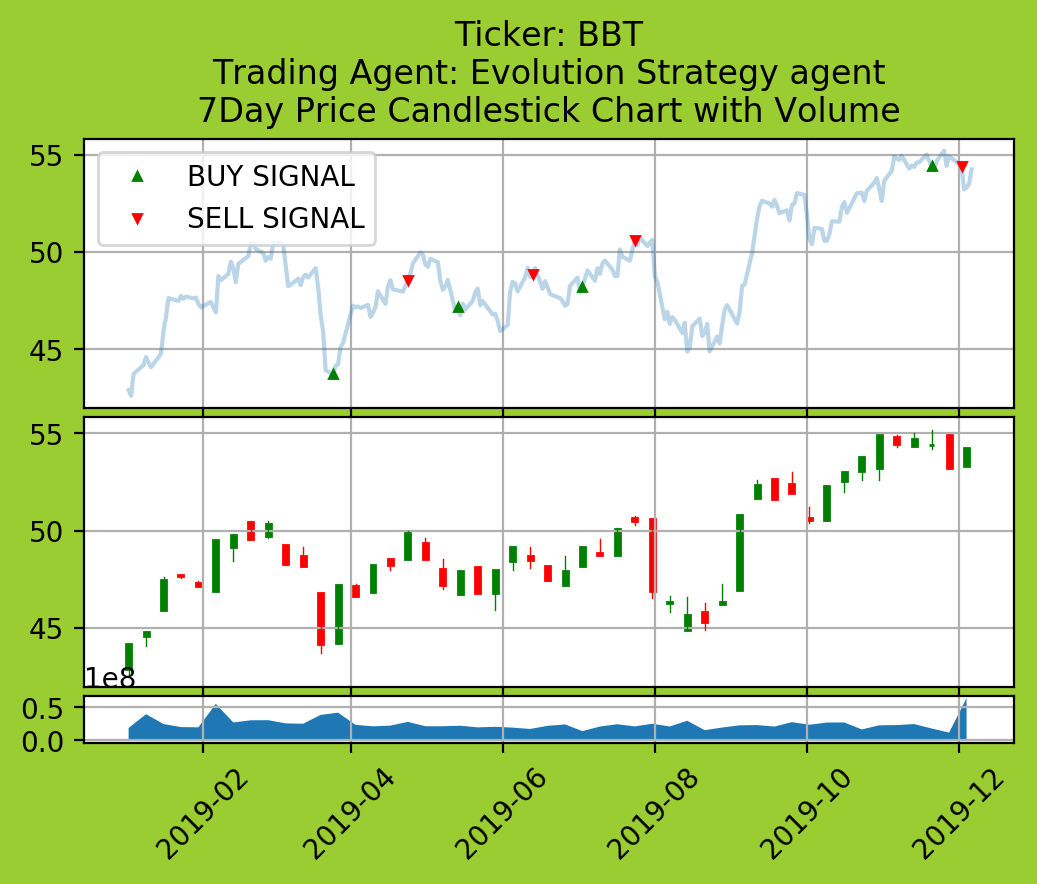 Ticker: BBT
Trading Agent: Evolution Strategy agent
7Day Price Candlestick Chart with Volume
BUY SIGNAL
SELL SIGNAL
55
50
45
55
50
45
1e8
0.5
0.0
2019-02
2019-04
2019-06
2019-08
2019-10
2019-12